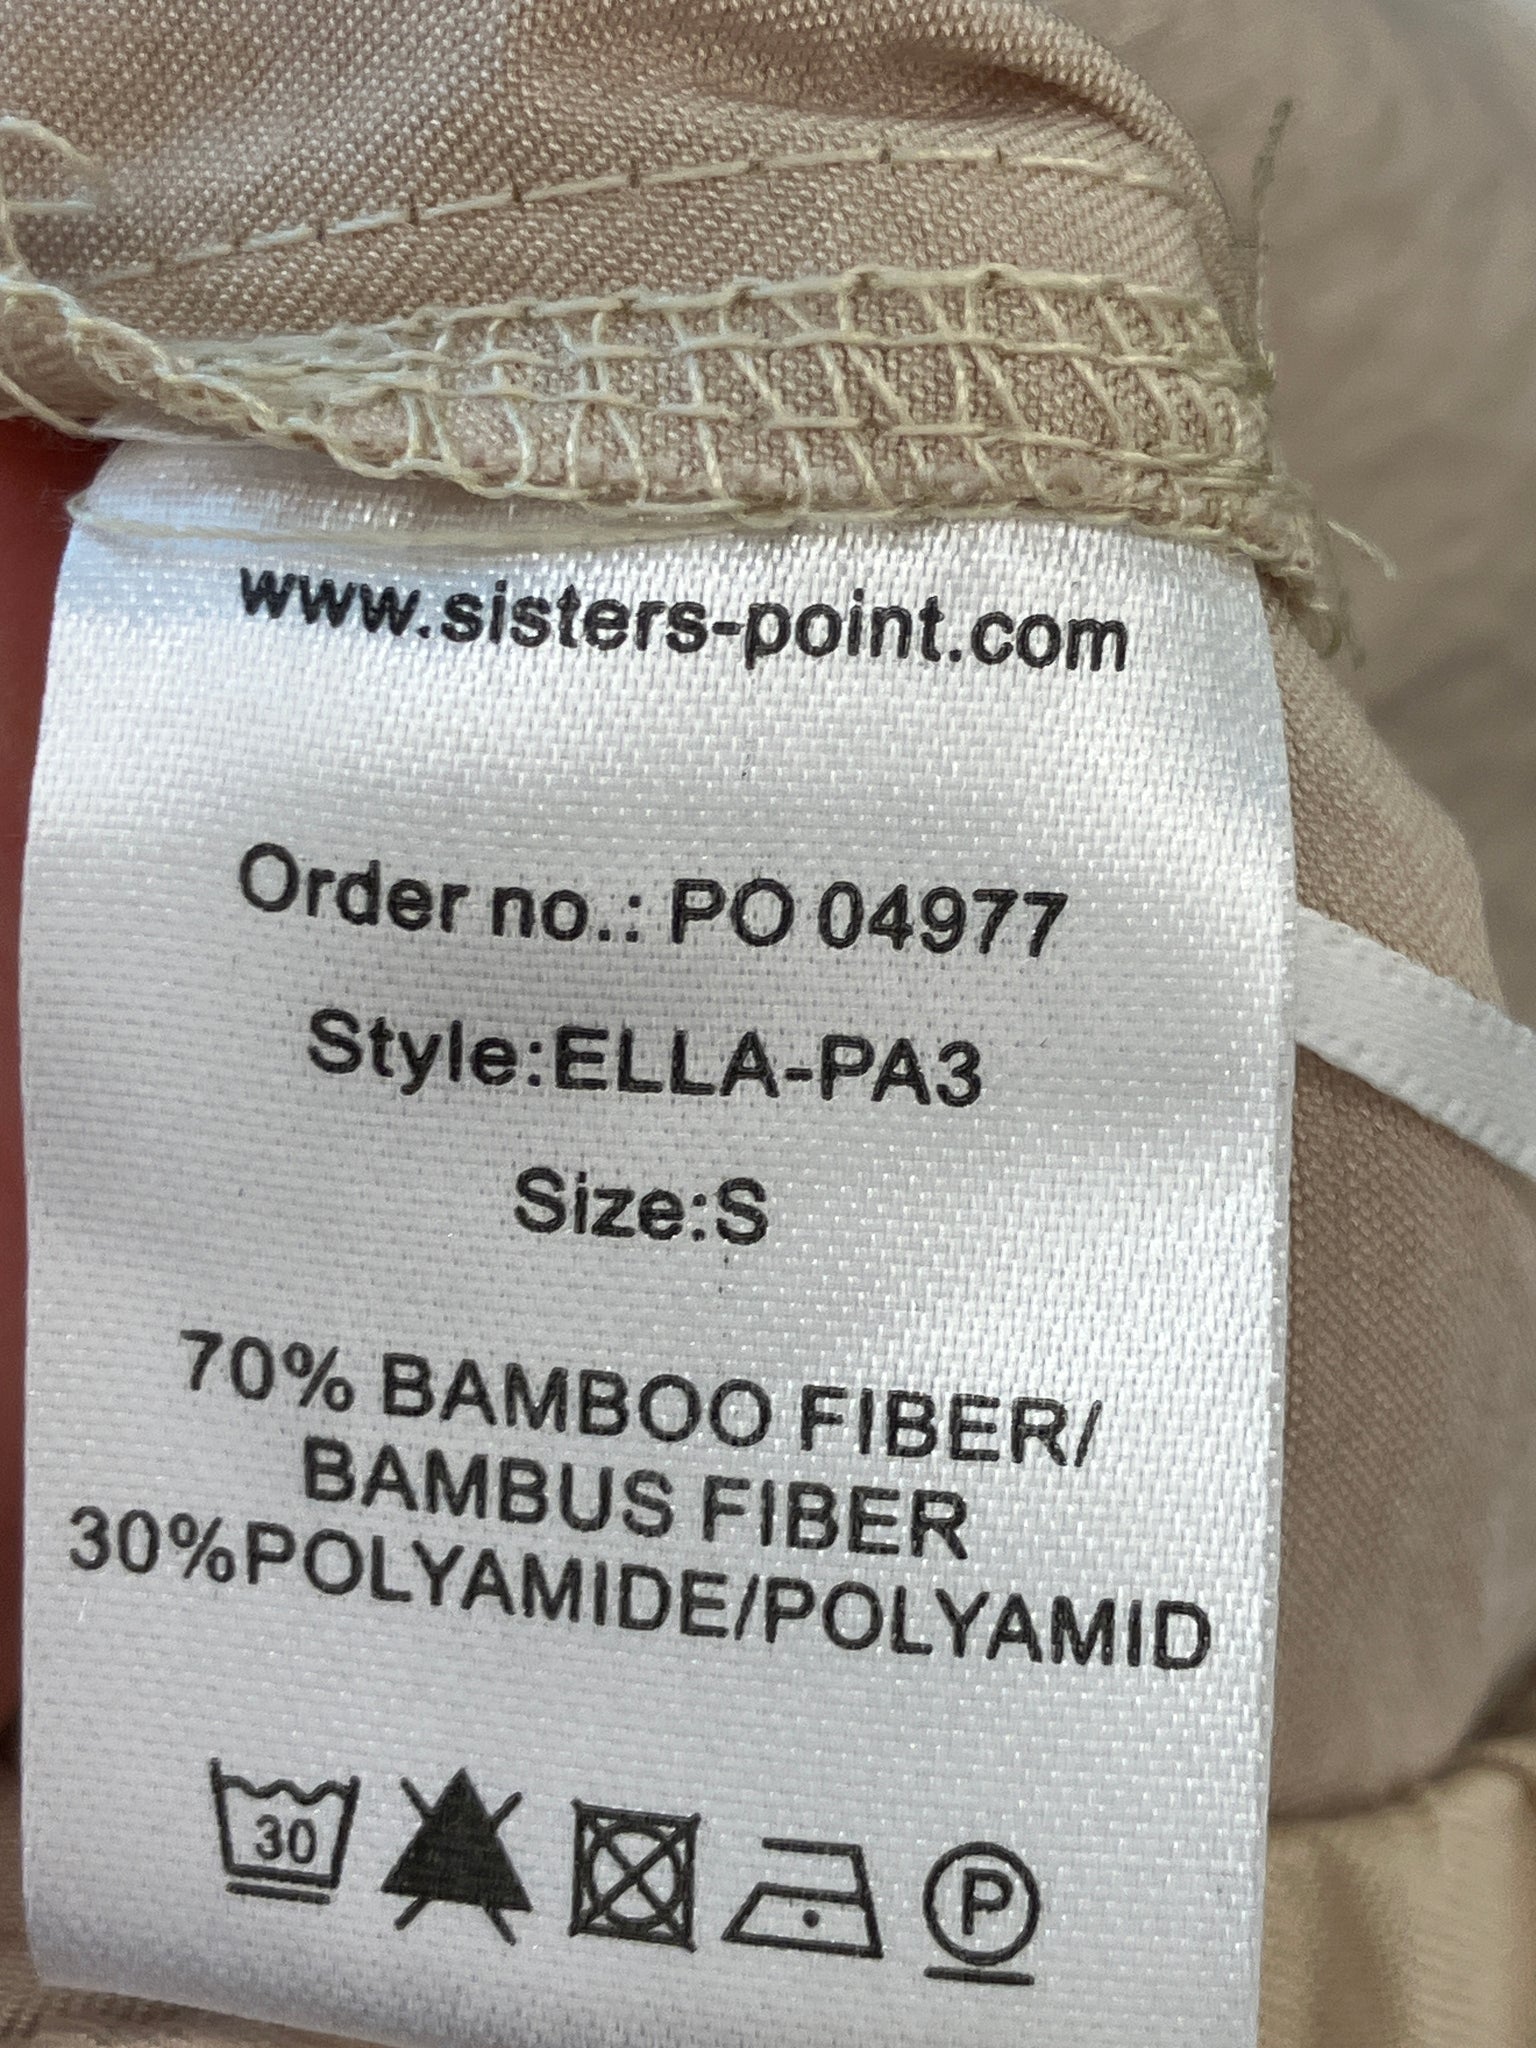 www.sisters-point.com
Order no.: PO 04977
Style:ELLA-PA3
Size:S
70% BAMBOO FIBER/
BAMBUS FIBER
30%POLYAMIDE/POLYAMID
30 P